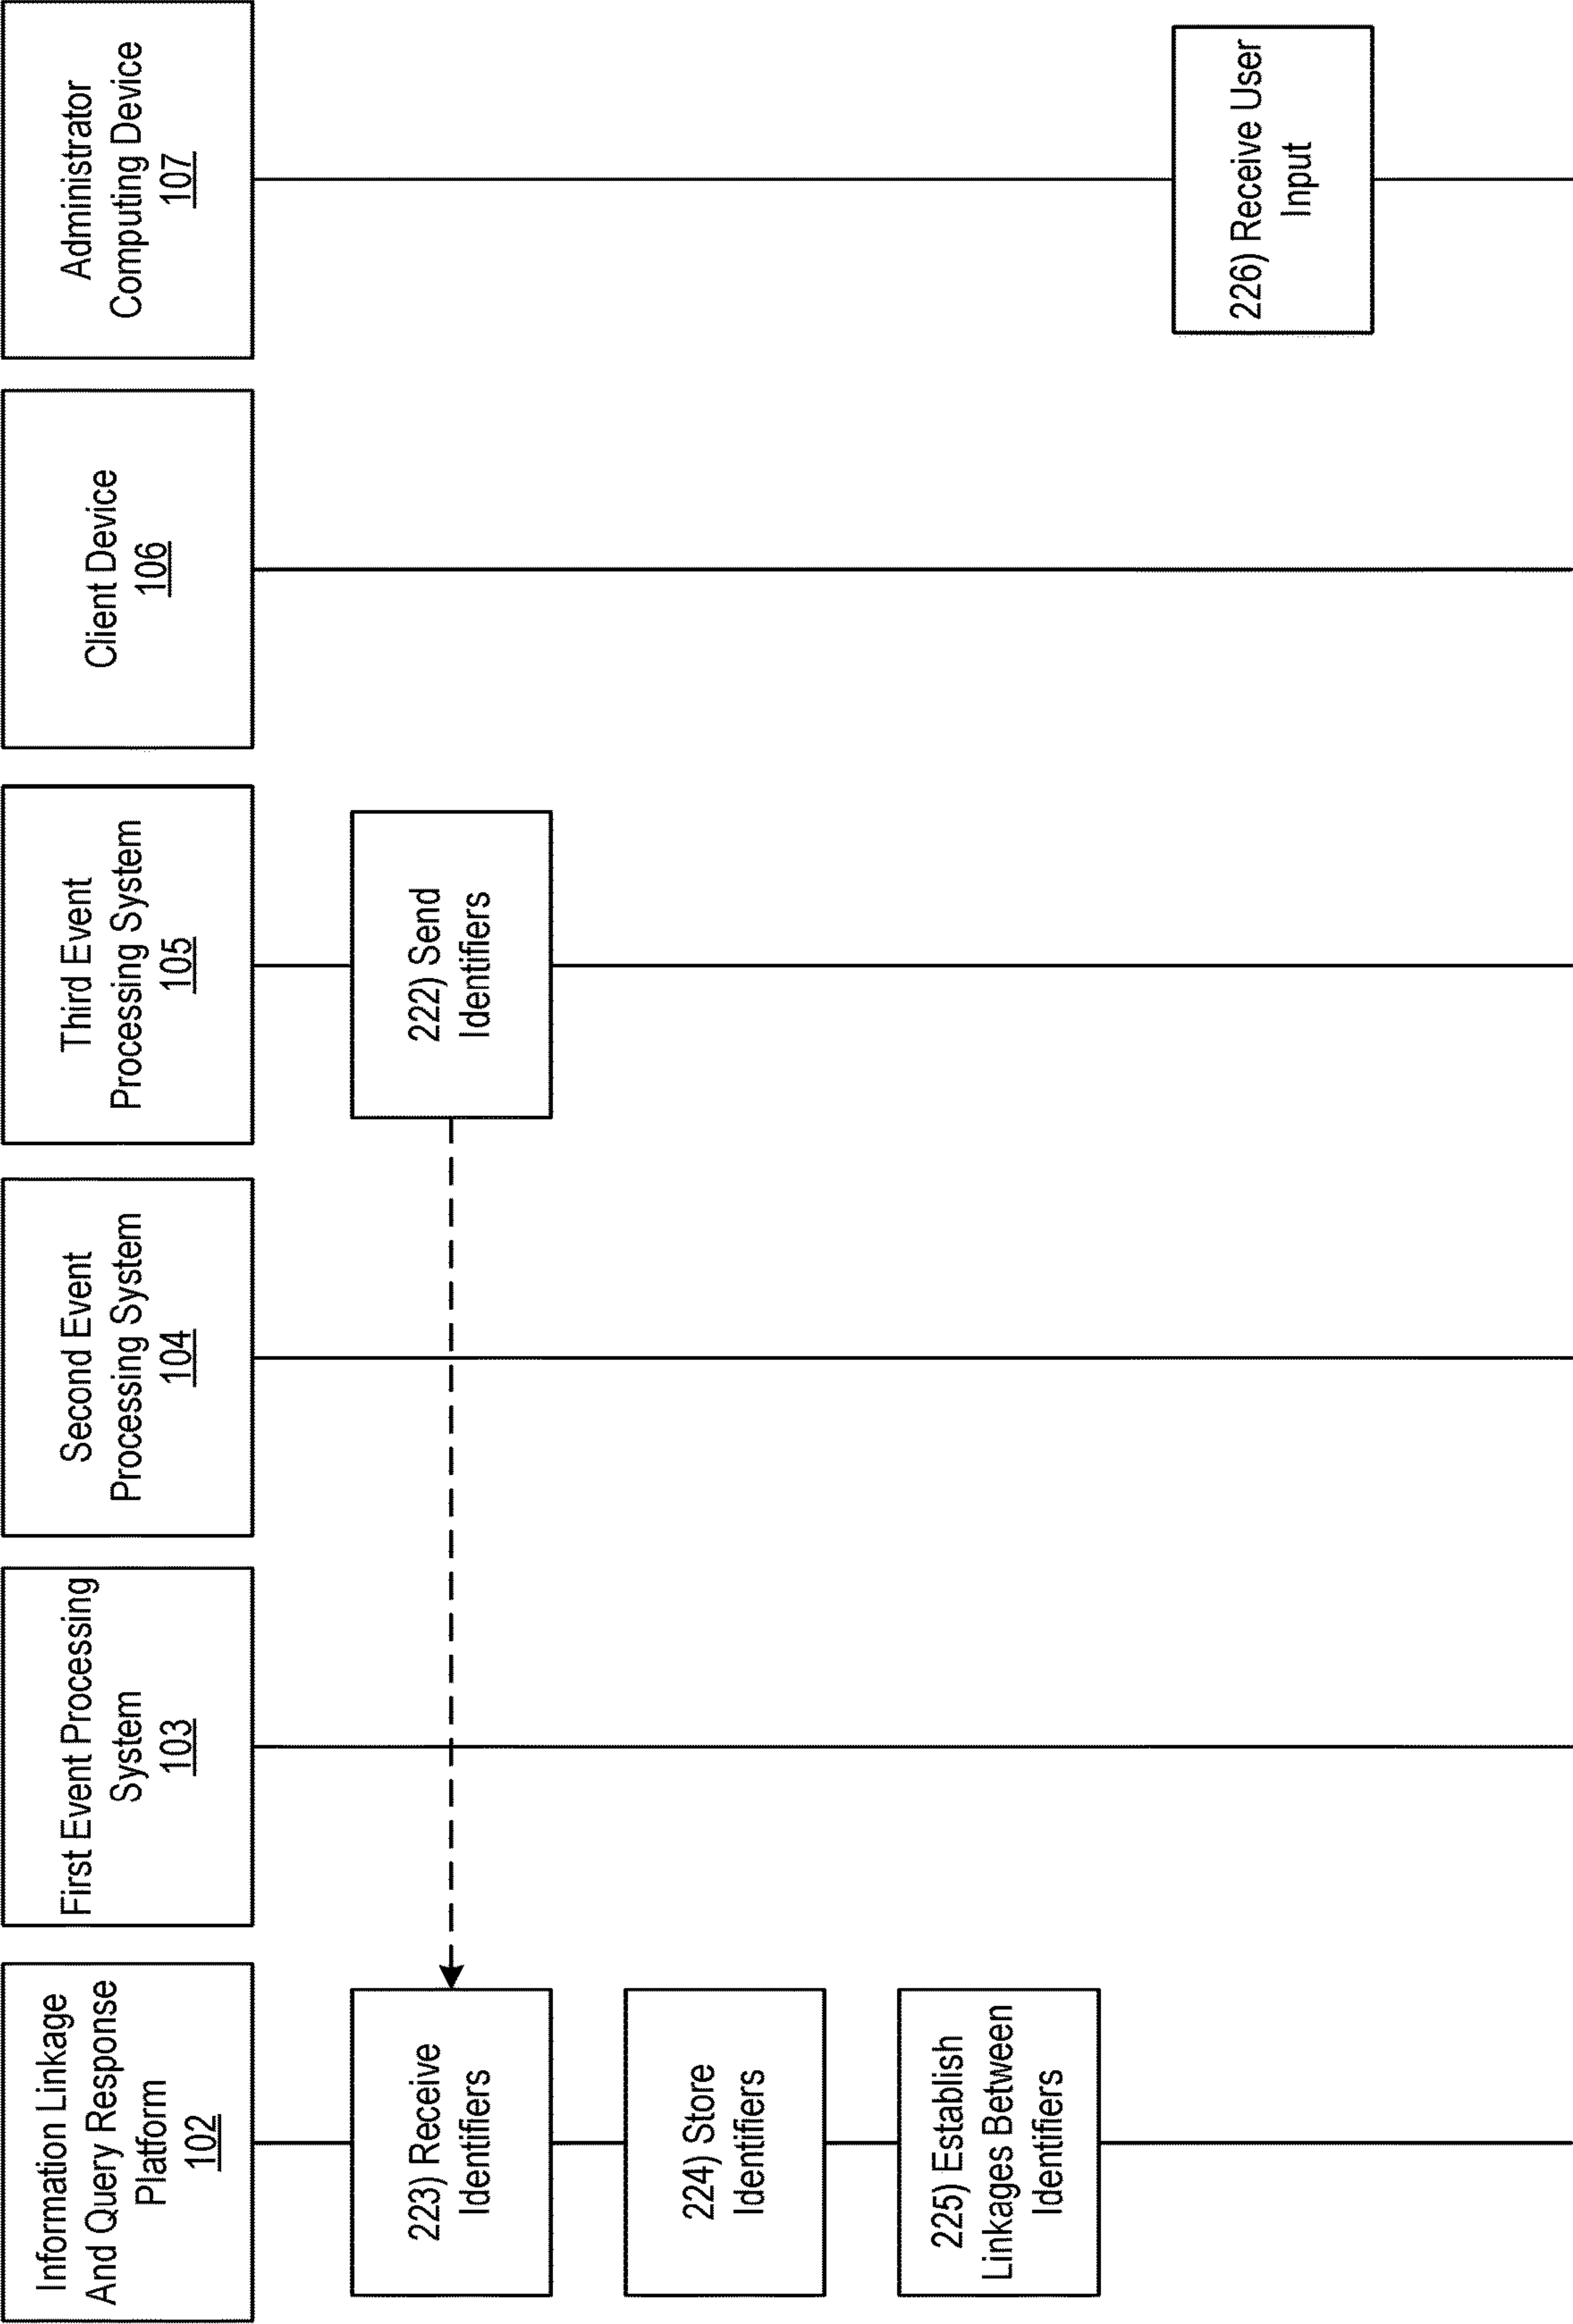 Information Linkage
And Query Response
Platform
102
First Event Processing
System
103
Second Event
Processing System
104
Third Event
Processing System
105
Client Device
106
Administrator
Computing Device
107
222) Send
Identifiers
223) Receive
Identifiers
224) Store
Identifiers
225) Establish
Linkages Between
Identifiers
226) Receive User
Input